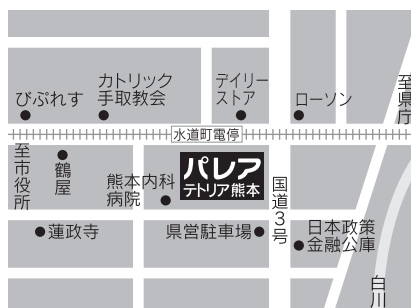 びぷれす
カトリック
手取教会
デイリー
ストア
ローソン
至県庁
水道町電停
至市役所
鶴屋
熊本内科
病院
パレア
テトリア熊本
国道3号
蓮政寺
県営駐車場
日本政策
金融公庫
白川